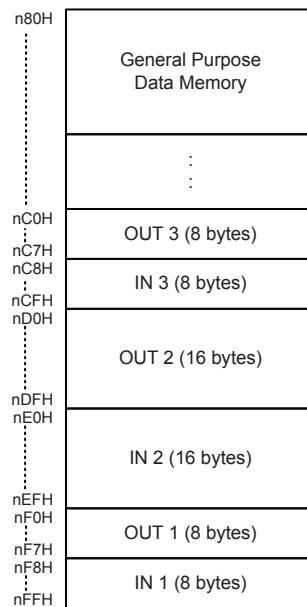 n80H
General Purpose
Data Memory
:
:
nC0H
OUT 3 (8 bytes)
nC7H
nC8H
IN 3 (8 bytes)
nCFH
nD0H
OUT 2 (16 bytes)
nDFH
nE0H
IN 2 (16 bytes)
nEFH
nF0H
OUT 1 (8 bytes)
nF7H
nF8H
IN 1 (8 bytes)
nFFH